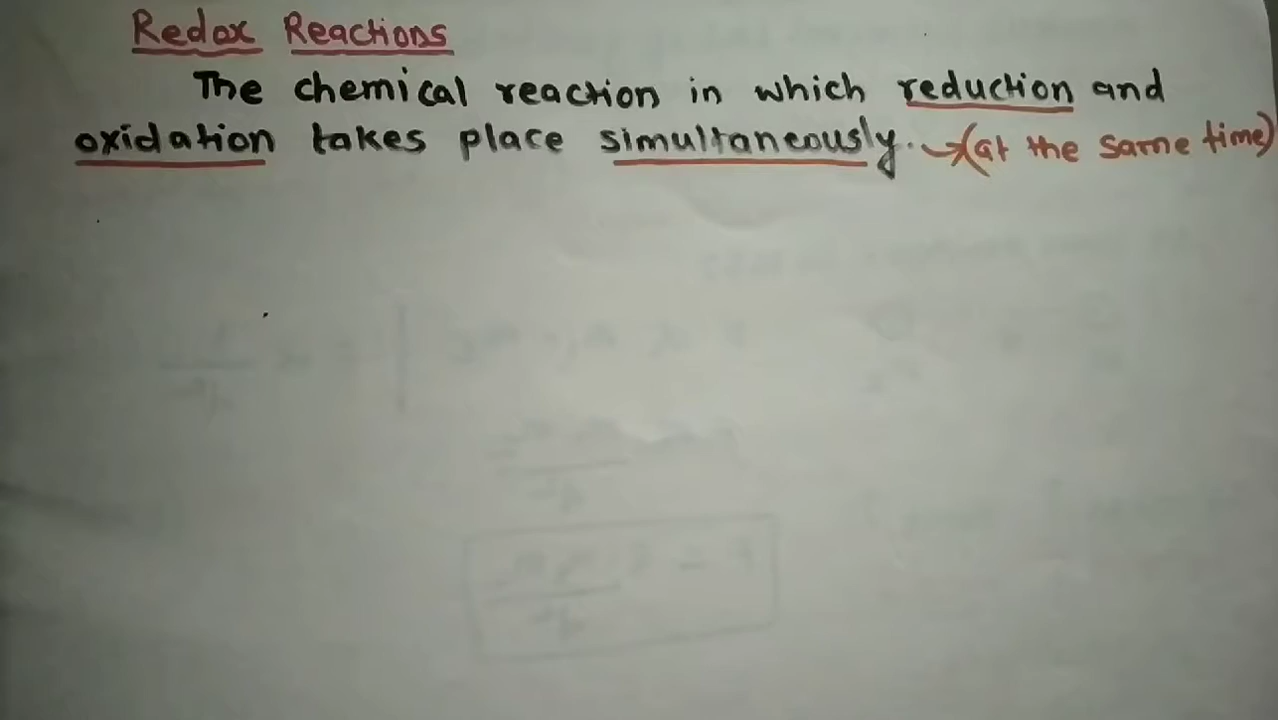 Redox Reactions
The chemical reaction in which reduction and
oxidation takes place simultaneously. → (at the same time)